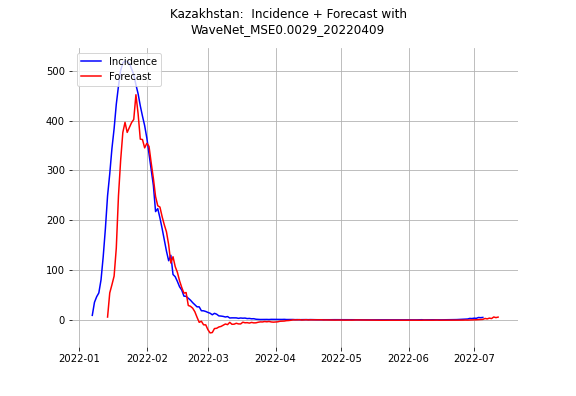 Kazakhstan:  Incidence + Forecast with
WaveNet_MSE0.0029_20220409
Incidence
Forecast
500
400
300
200
100
0
2022-01 2022-02 2022-03 2022-04 2022-05 2022-06 2022-07